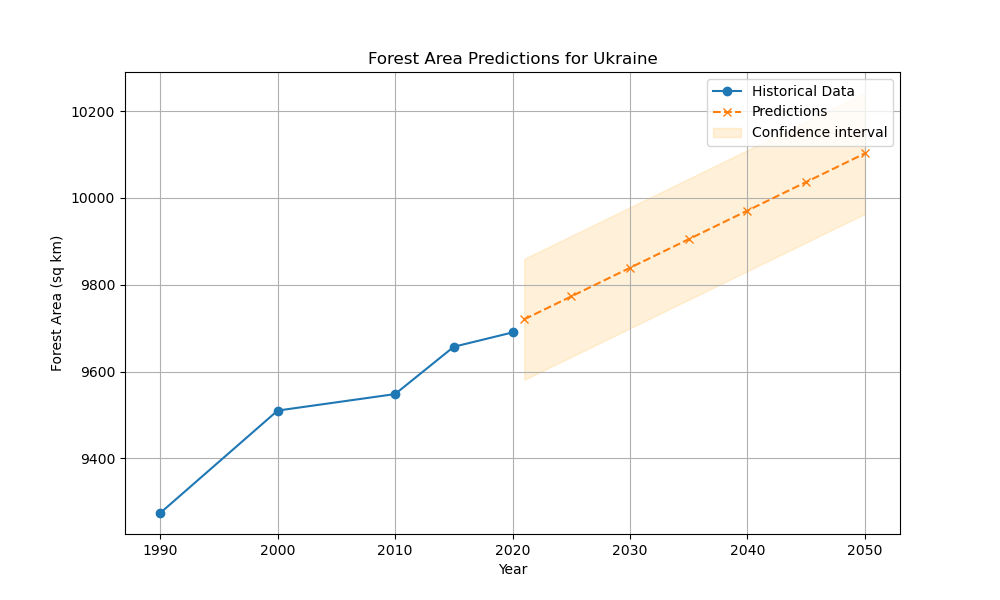 Forest Area Predictions for Ukraine
Historical Data
Predictions
Confidence interval
Forest Area (sq km)
10200
10000
9800
9600
9400
1990
2000
2010
2020
2030
2040
2050
Year